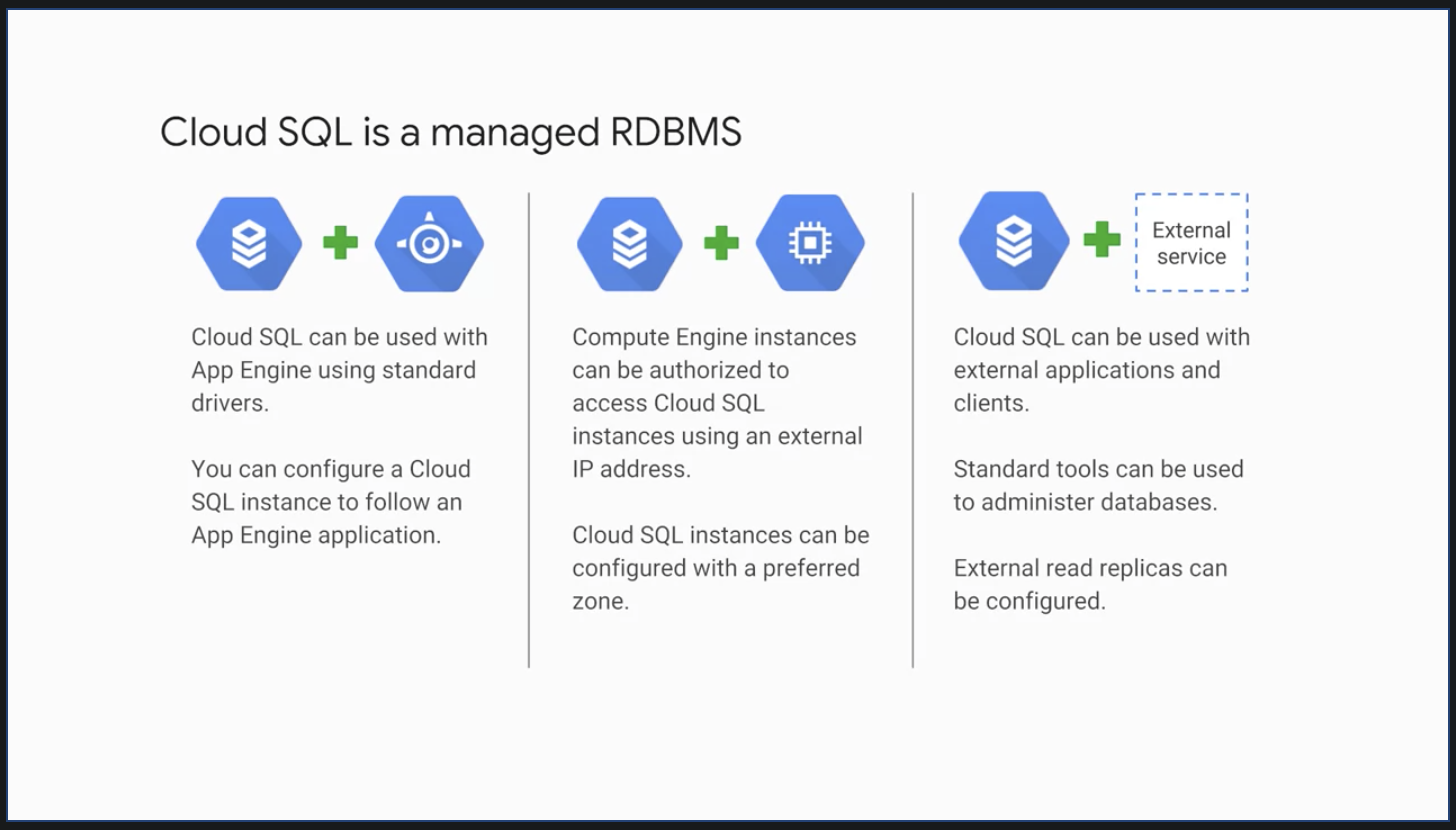 Cloud SQL is a managed RDBMS
Cloud SQL can be used with
App Engine using standard
drivers.
You can configure a Cloud
SQL instance to follow an
App Engine application.
Compute Engine instances
can be authorized to
access Cloud SQL
instances using an external
IP address.
Cloud SQL instances can be
configured with a preferred
zone.
External
service
Cloud SQL can be used with
external applications and
clients.
Standard tools can be used
to administer databases.
External read replicas can
be configured.